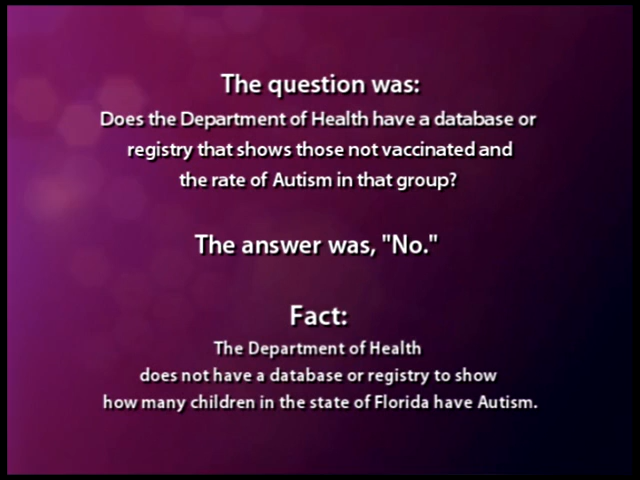 The question was:
Does the Department of Health have a database or
registry that shows those not vaccinated and
the rate of Autism in that group?
The answer was, "No."
Fact:
The Department of Health
does not have a database or registry to show
how many children in the state of Florida have Autism.